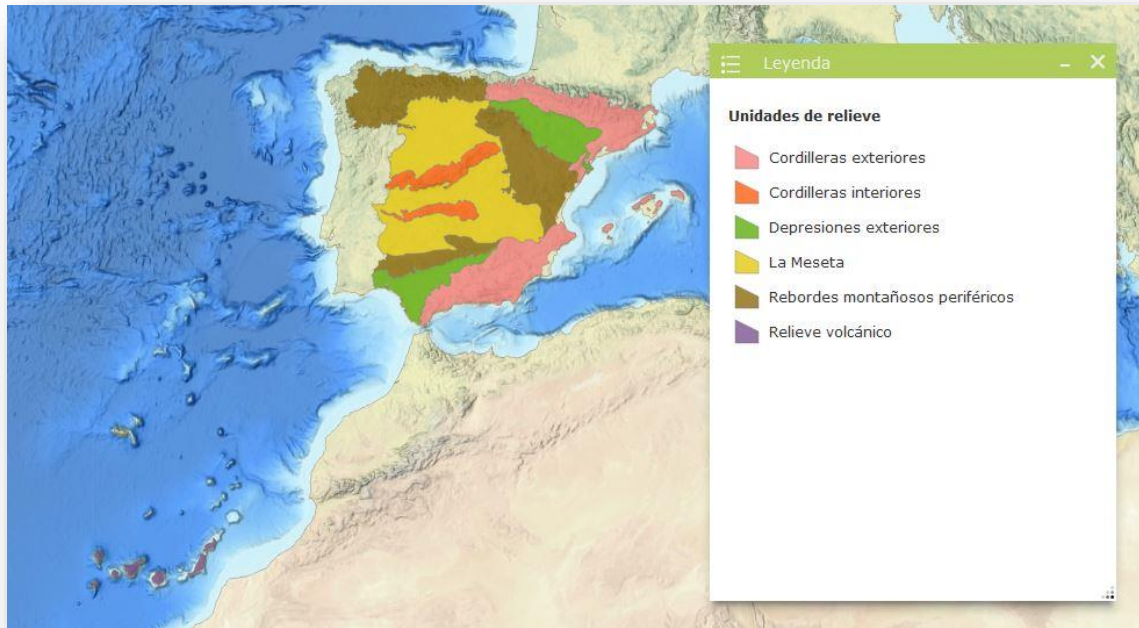 Leyenda
Unidades de relieve
Cordilleras exteriores
Cordilleras interiores
Depresiones exteriores
La Meseta
Rebordes montañosos periféricos
Relieve volcánico